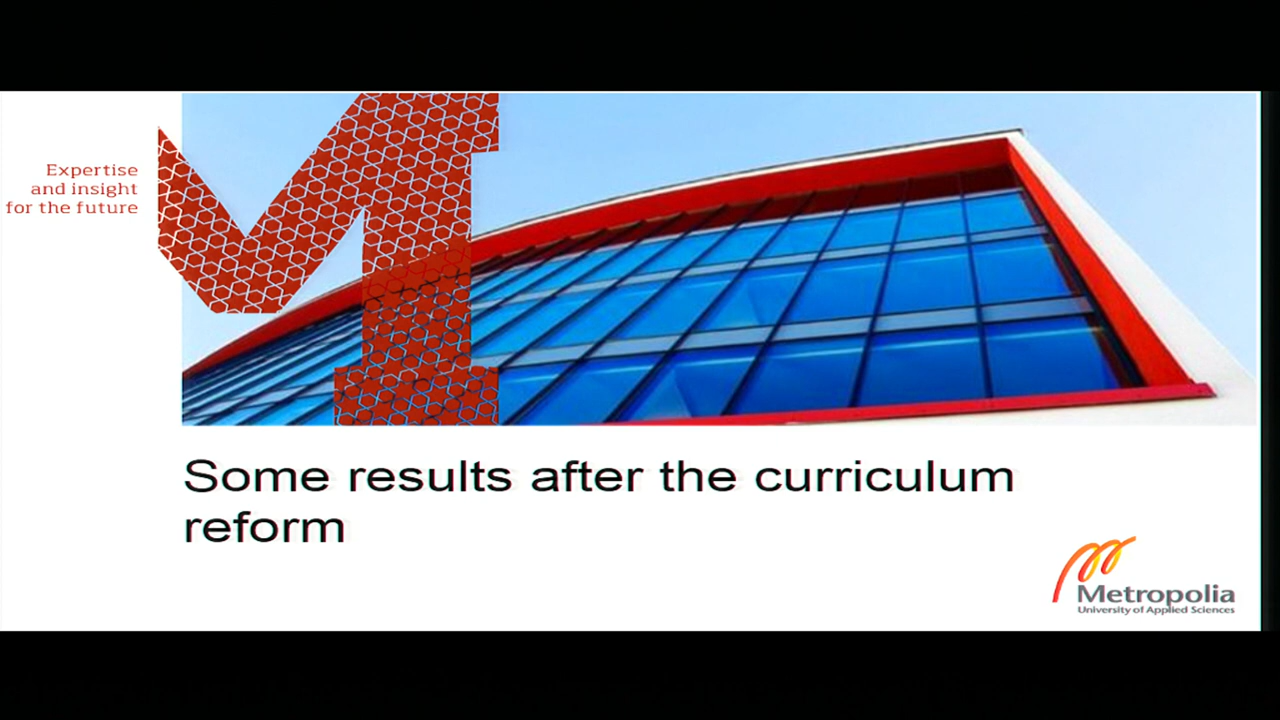 Expertise
and insight
for the future
Some results after the curriculum
reform
Metropolia
University of Applied Sciences